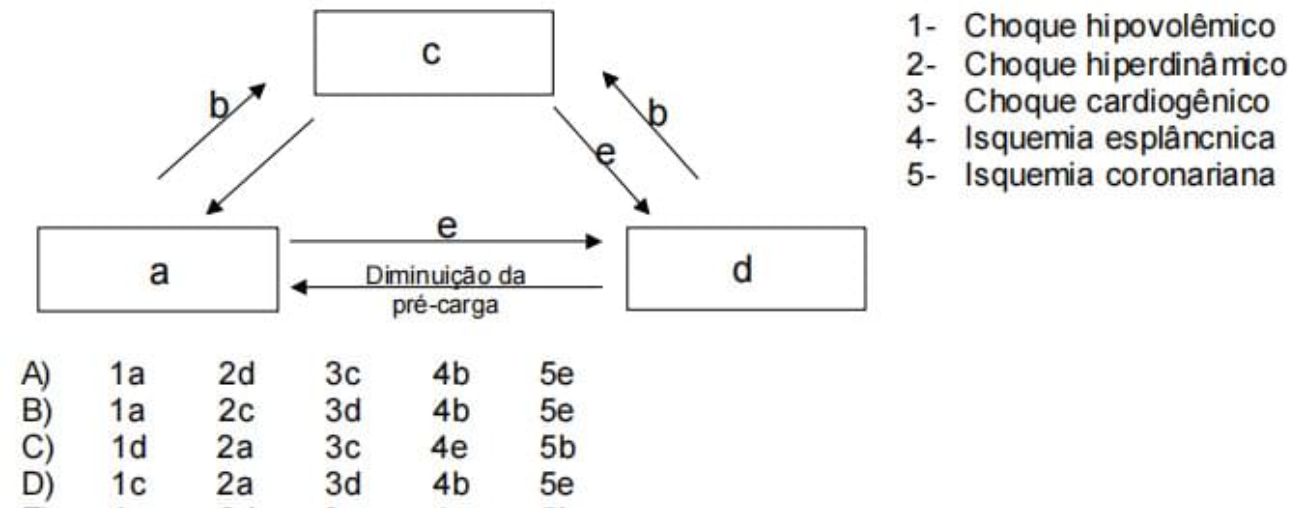 c
b
b
e
a
e
Diminuição da
pré-carga
d
1- Choque hipovolêmico
2- Choque hiperdinâmico
3- Choque cardiogênico
4- Isquemia esplâncnica
5- Isquemia coronariana
A) 1a 2d 3c 4b 5e
B) 1a 2c 3d 4b 5e
C) 1d 2a 3c 4e 5b
D) 1c 2a 3d 4b 5e